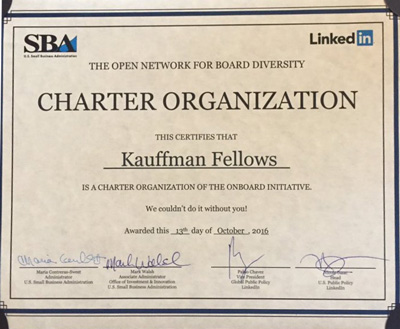 SBA
U.S. Small Business Administration
LinkedIn
THE OPEN NETWORK FOR BOARD DIVERSITY
CHARTER ORGANIZATION
THIS CERTIFIES THAT
Kauffman Fellows
IS A CHARTER ORGANIZATION OF THE ONBOARD INITIATIVE.
We couldn't do it without you!
Awarded this 13th day of October, 2016
Maria Contreras-Sweet
Administrator
U.S. Small Business Administration
Mark Walsh
Associate Administrator
Office of Investment & Innovation
U.S. Small Business Administration
Pablo Chavez
Vice President
Global Public Policy
LinkedIn
Head
U.S. Public Policy
LinkedIn